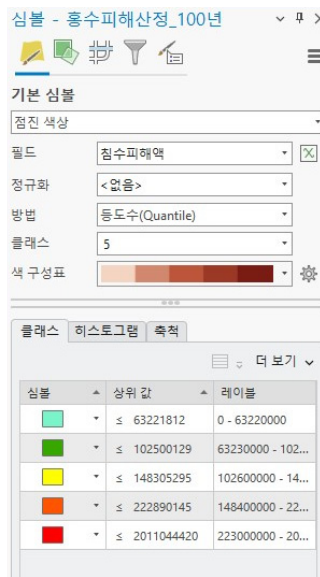 심볼 - 홍수피해산정_100년
기본 심볼
점진 색상
필드 침수피해액
정규화 <없음>
방법 등도수(Quantile)
클래스 5
색 구성표
클래스 히스토그램 축척
더 보기
심볼 상위 값 레이블
≤ 63221812 0 - 63220000
≤ 102500129 63230000 - 102...
≤ 148305295 102600000 - 14...
≤ 222890145 148400000 - 22...
≤ 2011044420 223000000 - 20...